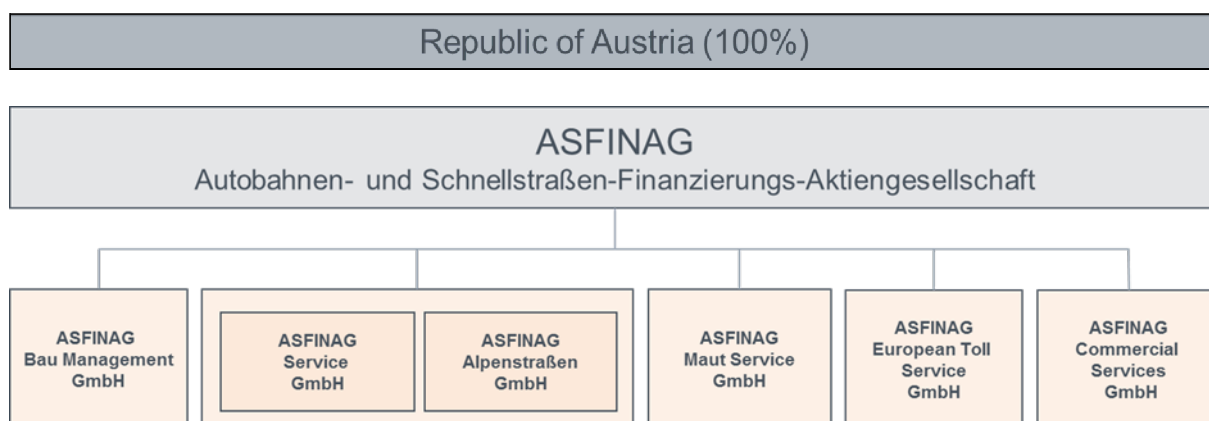 Republic of Austria (100%)
ASFINAG
Autobahnen- und Schnellstraßen-Finanzierungs-Aktiengesellschaft
ASFINAG
Bau Management
GmbH
ASFINAG
Service
GmbH
ASFINAG
Alpenstraßen
GmbH
ASFINAG
Maut Service
GmbH
ASFINAG
European Toll
Service
GmbH
ASFINAG
Commercial
Services
GmbH